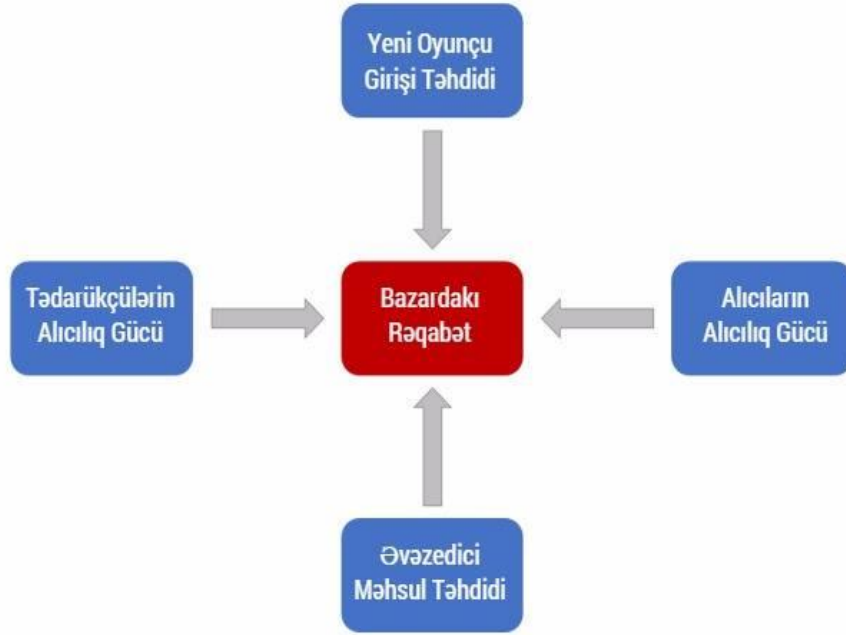 Yeni Oyunçu
Girişi Təhdidi
Tədarükçülərin
Alıcılıq Gücü
Bazardakı
Rəqabət
Alıcıların
Alıcılıq Gücü
Əvəzedici
Məhsul Təhdidi